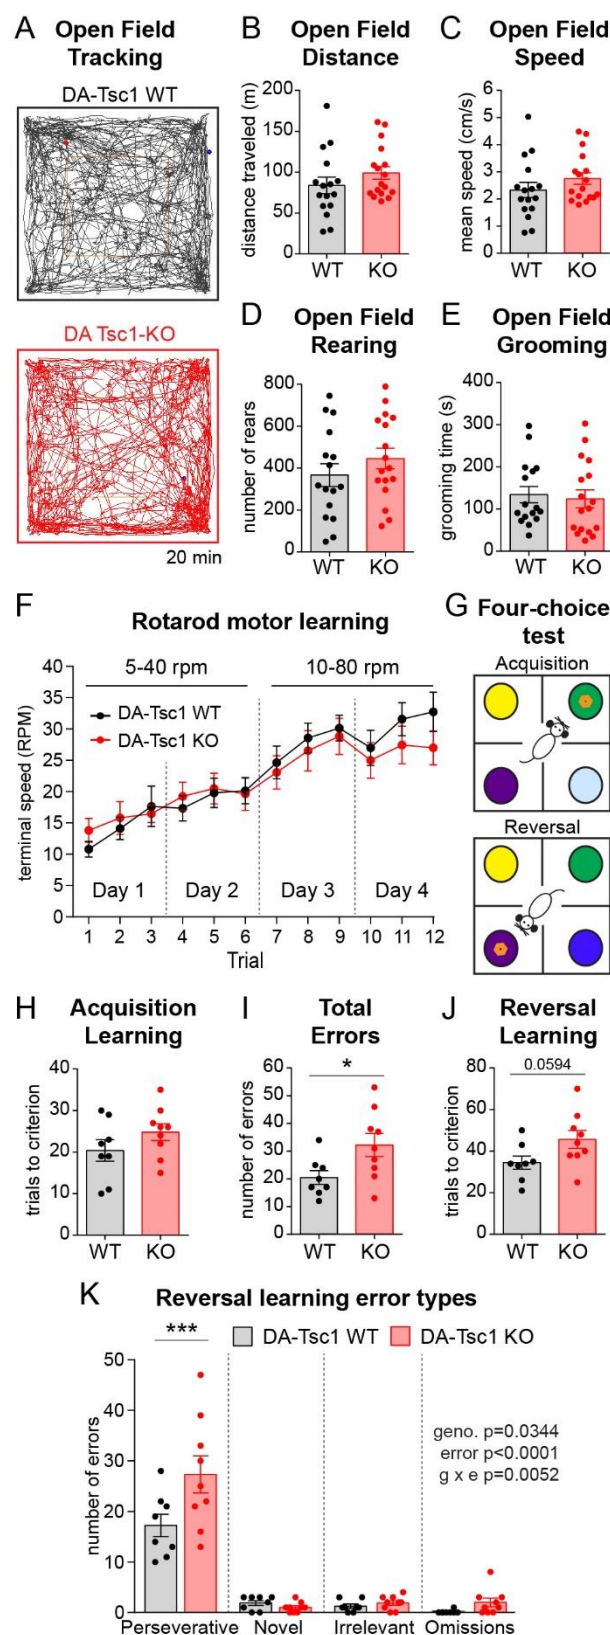 A Open Field Tracking
DA-Tsc1 WT
DA Tsc1-KO
20 min
B Open Field Distance
distance traveled (m)
200
150
100
50
0
WT KO
C Open Field Speed
mean speed (cm/s)
6
5
4
3
2
1
0
WT KO
D Open Field Rearing
number of rears
800
600
400
200
0
WT KO
E Open Field Grooming
grooming time (s)
400
300
200
100
0
WT KO
F Rotarod motor learning
5-40 rpm 10-80 rpm
DA-Tsc1 WT
DA-Tsc1 KO
terminal speed (RPM)
40
35
30
25
20
15
10
5
0
Day 1 Day 2 Day 3 Day 4
1 2 3 4 5 6 7 8 9 10 11 12
Trial
G Four-choice test
Acquisition
Reversal
H Acquisition Learning
trials to criterion
40
30
20
10
0
WT KO
I Total Errors
number of errors
60
50
40
30
20
10
0
*
WT KO
J Reversal Learning
trials to criterion
80
60
40
20
0
0.0594
WT KO
K Reversal learning error types
*** DA-Tsc1 WT DA-Tsc1 KO
number of errors
50
40
30
20
10
0
geno. p=0.0344
error p<0.0001
g x e p=0.0052
Perseverative Novel Irrelevant Omissions